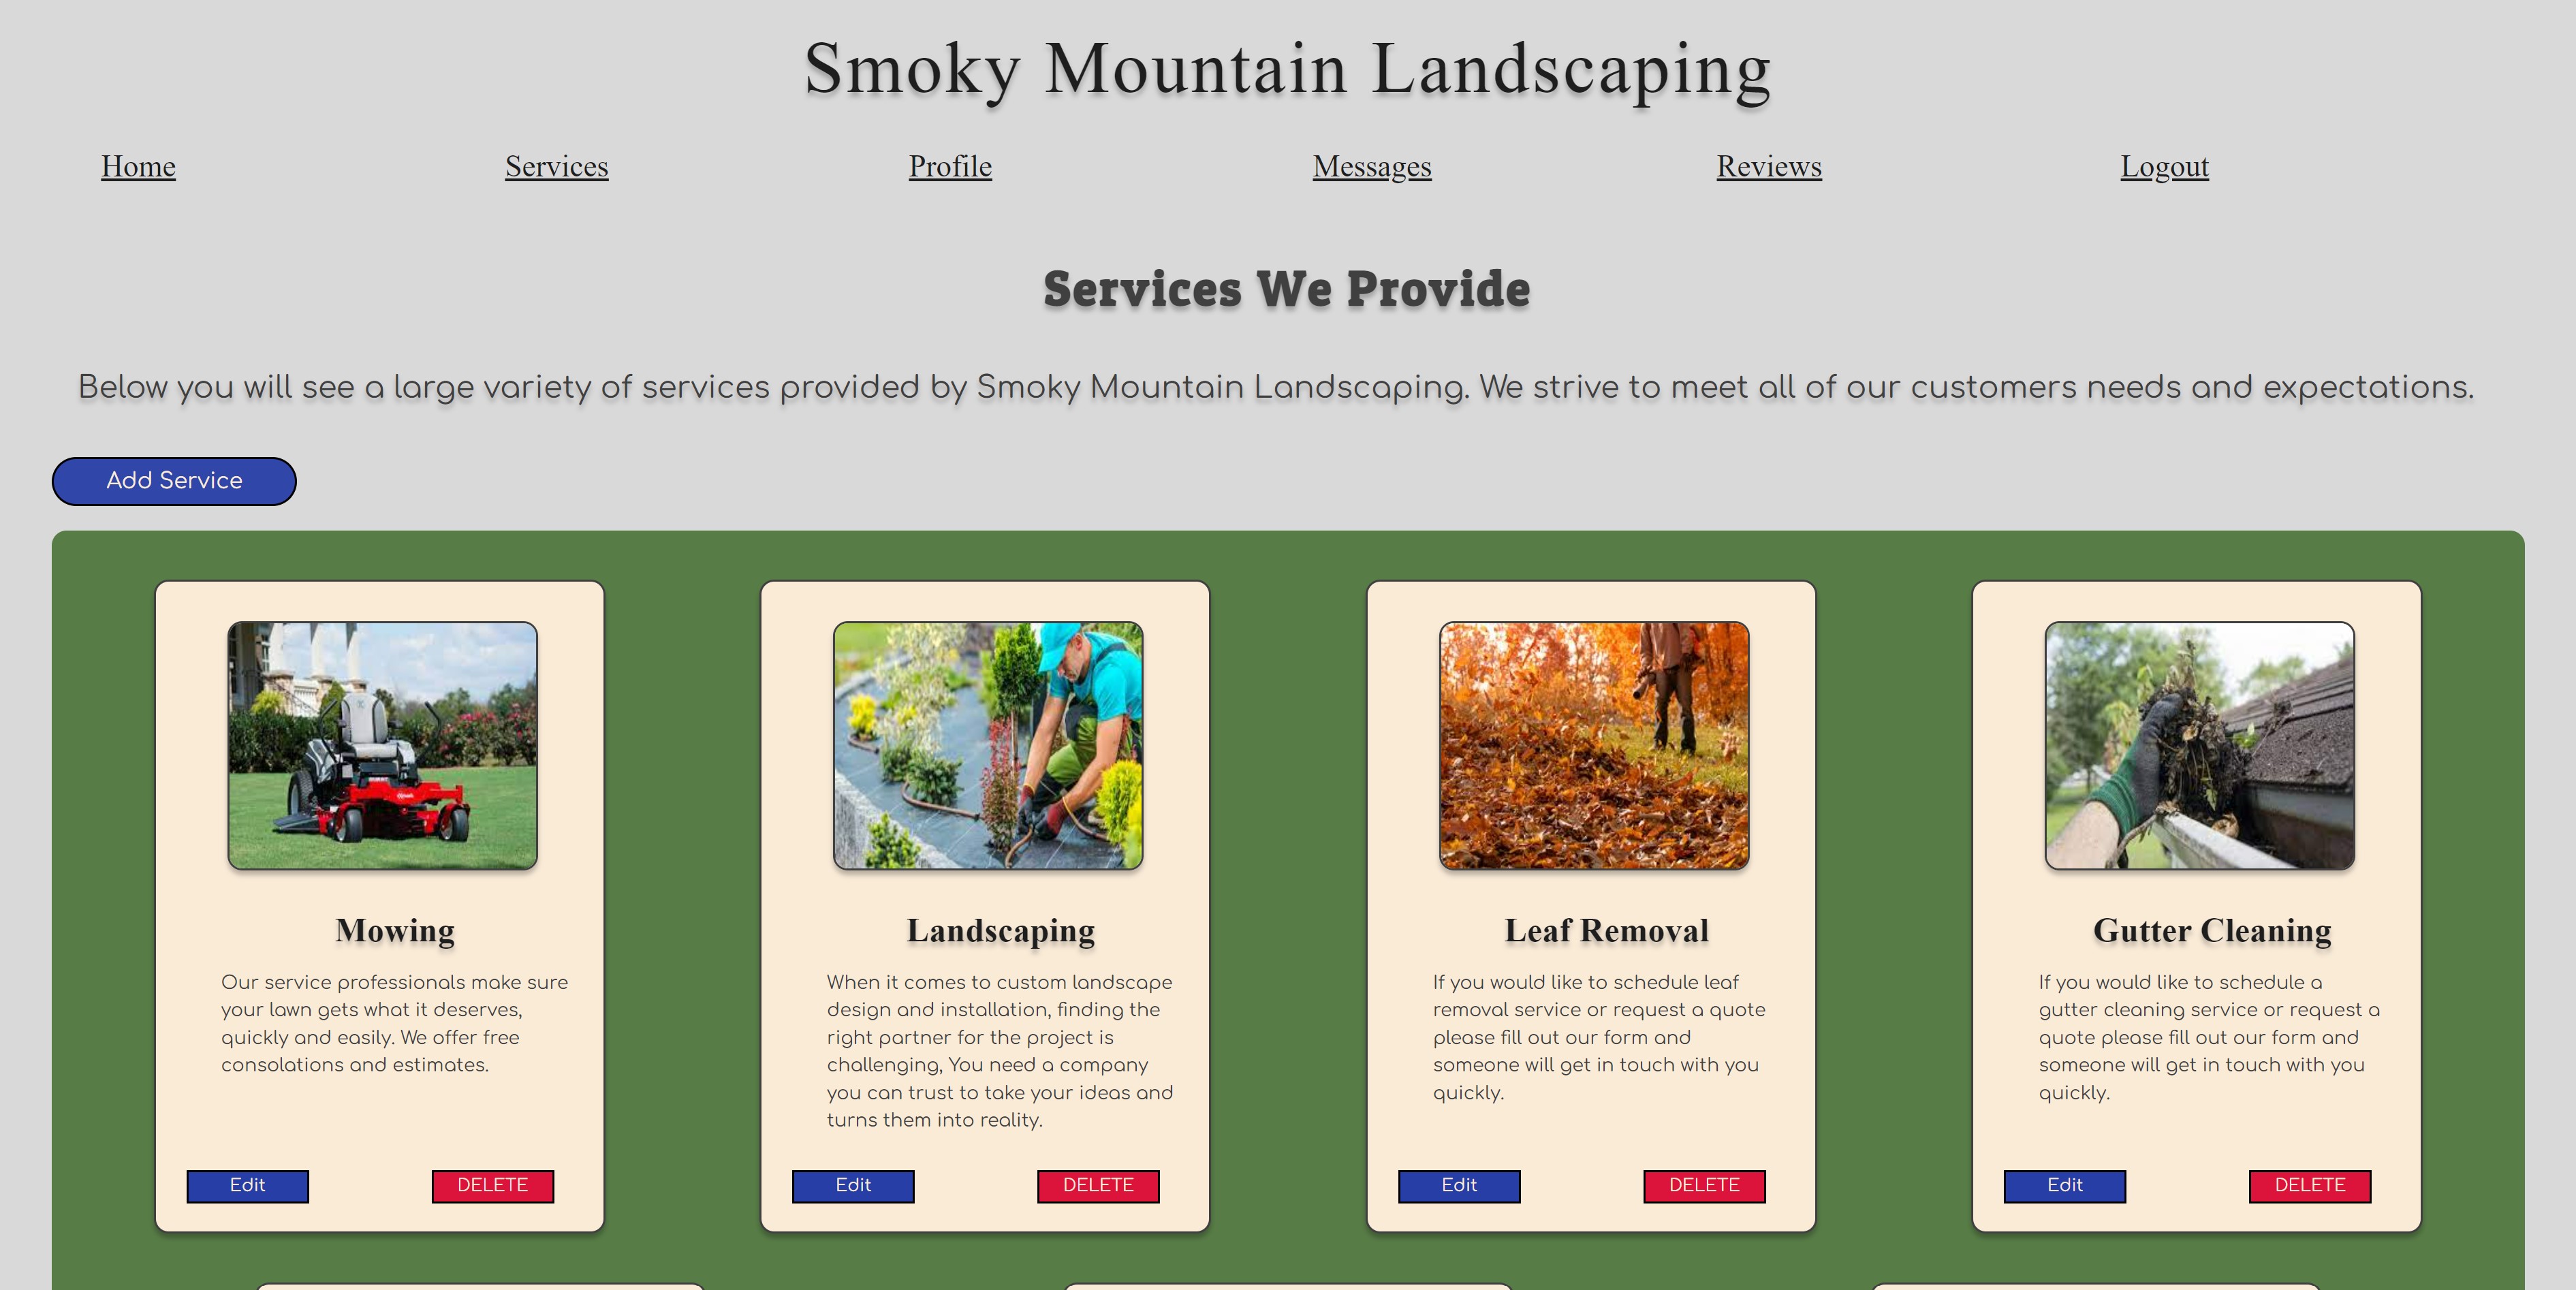 Smoky Mountain Landscaping
Home Services Profile Messages Reviews Logout
Services We Provide
Below you will see a large variety of services provided by Smoky Mountain Landscaping. We strive to meet all of our customers needs and expectations.
Add Service
Mowing
Our service professionals make sure
your lawn gets what it deserves,
quickly and easily. We offer free
consolations and estimates.
Edit DELETE
Landscaping
When it comes to custom landscape
design and installation, finding the
right partner for the project is
challenging, You need a company
you can trust to take your ideas and
turns them into reality.
Edit DELETE
Leaf Removal
If you would like to schedule leaf
removal service or request a quote
please fill out our form and
someone will get in touch with you
quickly.
Edit DELETE
Gutter Cleaning
If you would like to schedule a
gutter cleaning service or request a
quote please fill out our form and
someone will get in touch with you
quickly.
Edit DELETE